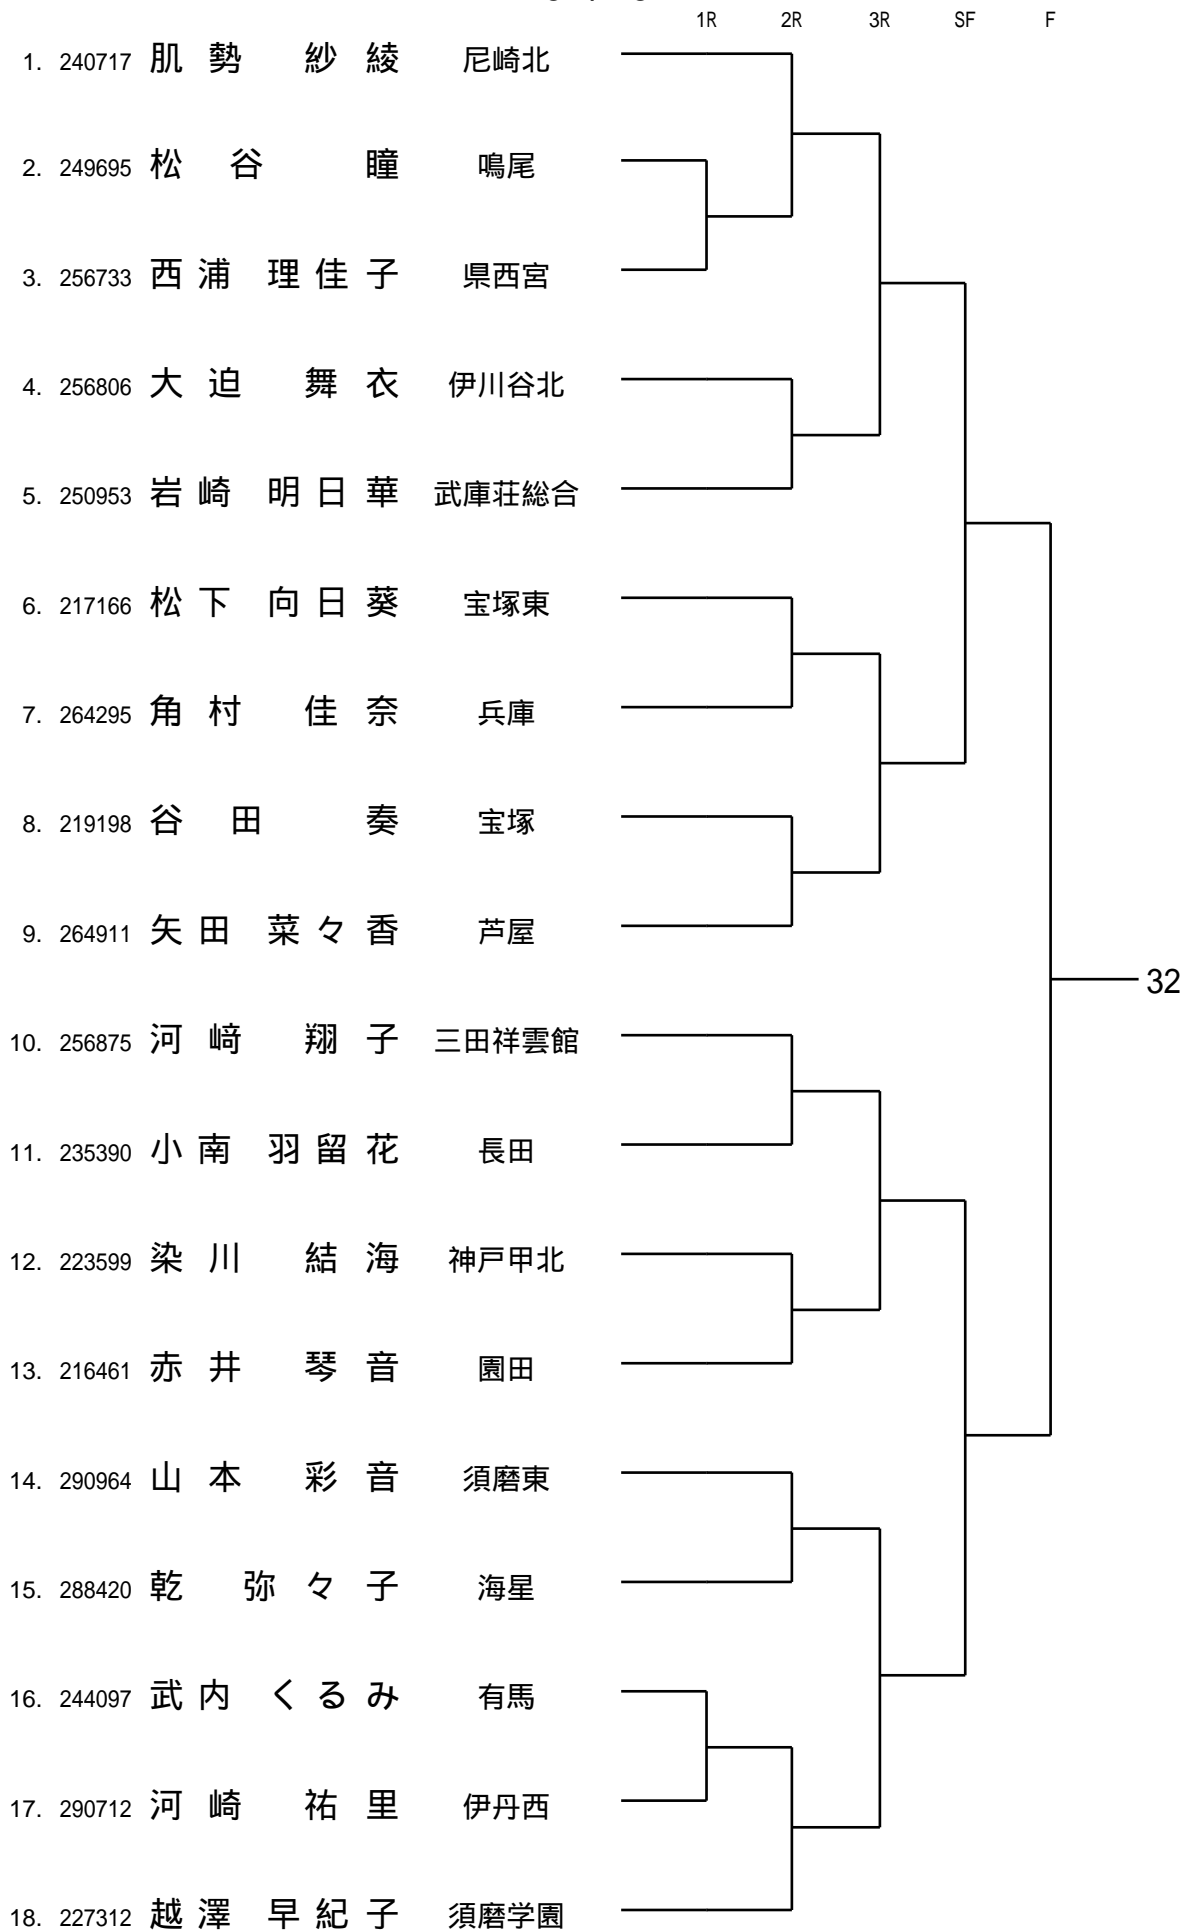 1R 2R 3R SF F
1. 240717 肌勢 紗綾 尼崎北
2. 249695 松谷 瞳 鳴尾
3. 256733 西浦 理佳子 県西宮
4. 256806 大迫 舞衣 伊川谷北
5. 250953 岩崎 明日華 武庫荘総合
6. 217166 松下 向日葵 宝塚東
7. 264295 角村 佳奈 兵庫
8. 219198 谷田 奏 宝塚
9. 264911 矢田 菜々香 芦屋
32
10. 256875 河﨑 翔子 三田祥雲館
11. 235390 小南 羽留花 長田
12. 223599 染川 結海 神戸甲北
13. 216461 赤井 琴音 園田
14. 290964 山本 彩音 須磨東
15. 288420 乾 弥々子 海星
16. 244097 武内 くるみ 有馬
17. 290712 河崎 祐里 伊丹西
18. 227312 越澤 早紀子 須磨学園